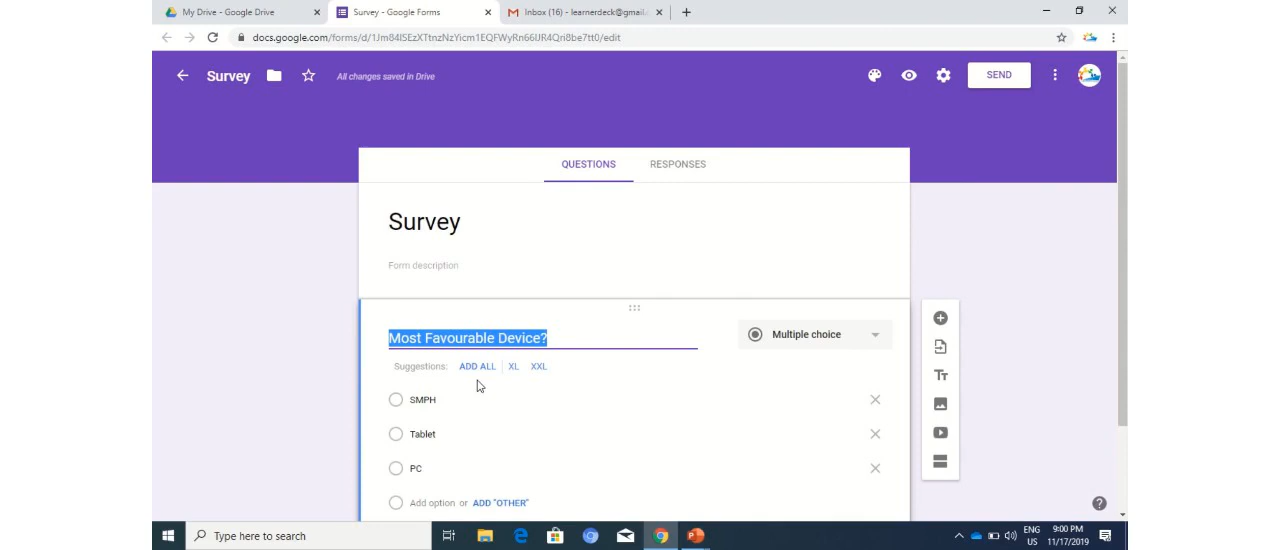 My Drive - Google Drive
Survey - Google Forms
Inbox (16) - learnerdeck@gmail.
docs.google.com/forms/d/1Jm84lSEzXTtnzNzYicm1EQFWyRn66IJR4Qri8be7tt0/edit
Survey
All changes saved in Drive
SEND
QUESTIONS
RESPONSES
Survey
Form description
Most Favourable Device?
Multiple choice
Suggestions: ADD ALL XL XXL
SMPH
Tablet
PC
Add option or ADD "OTHER"
Type here to search
ENG
US
9:00 PM
11/17/2019